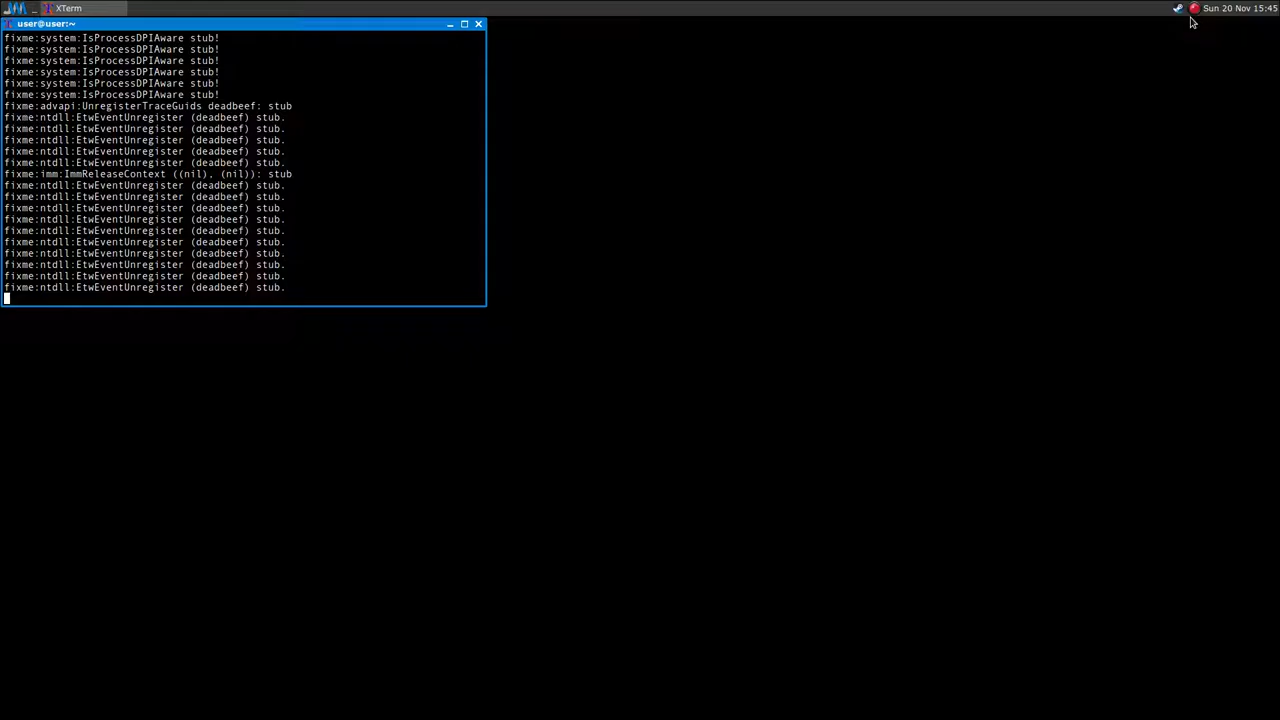 XTerm
Sun 20 Nov 15:45
user@user:~
fixme:system:IsProcessDPIAware stub!
fixme:system:IsProcessDPIAware stub!
fixme:system:IsProcessDPIAware stub!
fixme:system:IsProcessDPIAware stub!
fixme:system:IsProcessDPIAware stub!
fixme:system:IsProcessDPIAware stub!
fixme:advapi:UnregisterTraceGuids deadbeef: stub
fixme:ntdll:EtwEventUnregister (deadbeef) stub.
fixme:ntdll:EtwEventUnregister (deadbeef) stub.
fixme:ntdll:EtwEventUnregister (deadbeef) stub.
fixme:ntdll:EtwEventUnregister (deadbeef) stub.
fixme:ntdll:EtwEventUnregister (deadbeef) stub.
fixme:imm:ImmReleaseContext ((nil), (nil)): stub
fixme:ntdll:EtwEventUnregister (deadbeef) stub.
fixme:ntdll:EtwEventUnregister (deadbeef) stub.
fixme:ntdll:EtwEventUnregister (deadbeef) stub.
fixme:ntdll:EtwEventUnregister (deadbeef) stub.
fixme:ntdll:EtwEventUnregister (deadbeef) stub.
fixme:ntdll:EtwEventUnregister (deadbeef) stub.
fixme:ntdll:EtwEventUnregister (deadbeef) stub.
fixme:ntdll:EtwEventUnregister (deadbeef) stub.
fixme:ntdll:EtwEventUnregister (deadbeef) stub.
fixme:ntdll:EtwEventUnregister (deadbeef) stub.